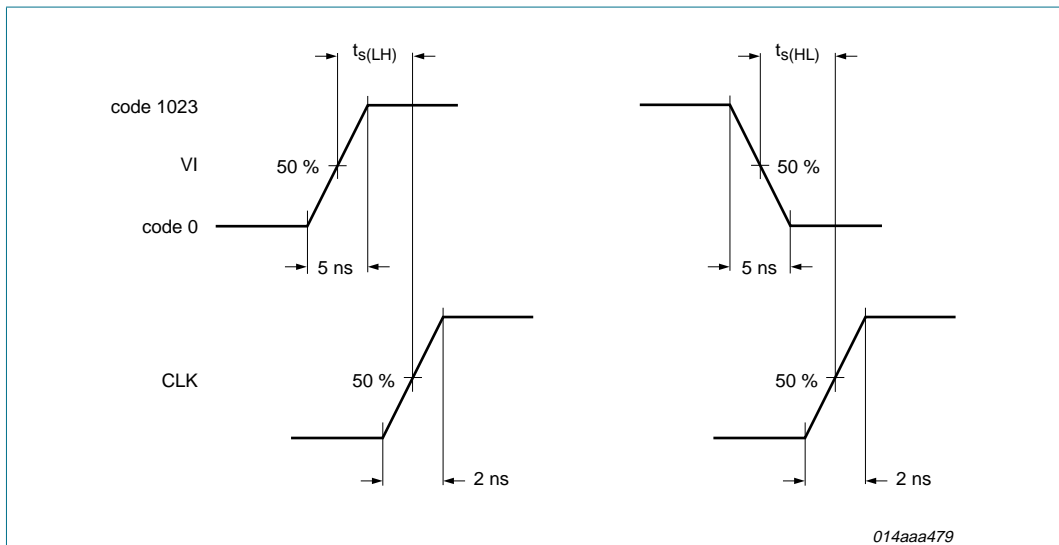 t_s(LH) t_s(HL)
code 1023
VI 50 % 50 %
code 0
5 ns 5 ns
CLK 50 % 50 %
2 ns 2 ns
014aaa479